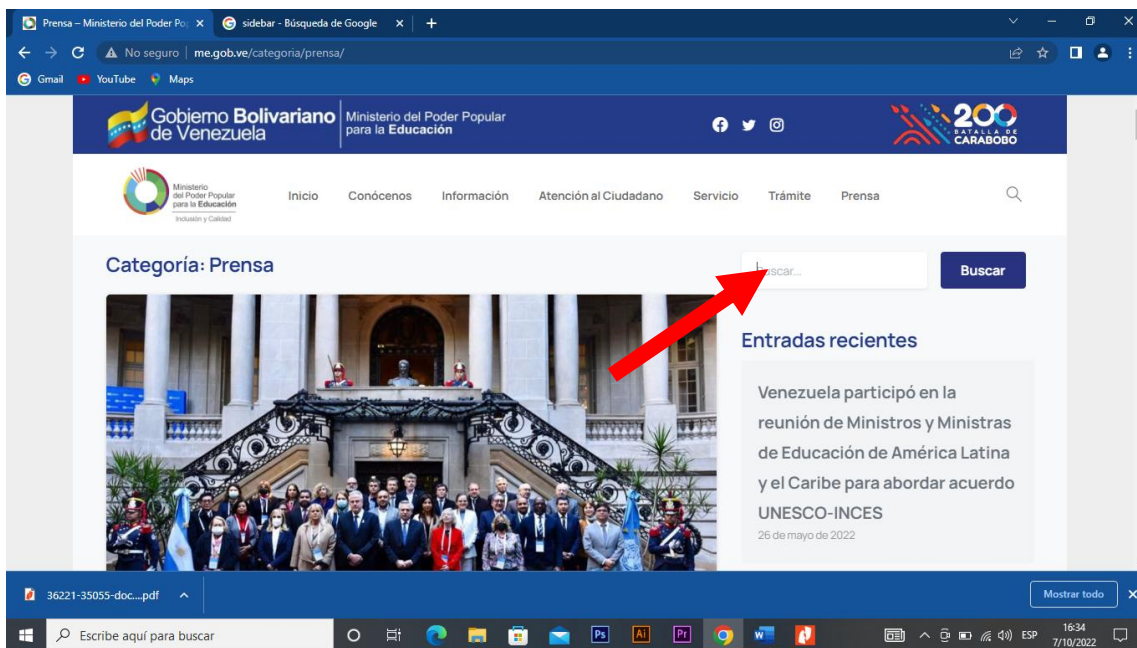 Prensa – Ministerio del Poder Po
sidebar - Búsqueda de Google
No seguro
me.gob.ve/categoria/prensa/
Gmail
YouTube
Maps
Gobierno Bolivariano
de Venezuela
Ministerio del Poder Popular
para la Educación
200
BATALLA DE
CARABOBO
Ministerio
del Poder Popular
para la Educación
Inclusión y Calidad
Inicio
Conócenos
Información
Atención al Ciudadano
Servicio
Trámite
Prensa
Categoría: Prensa
Buscar...
Buscar
Entradas recientes
Venezuela participó en la
reunión de Ministros y Ministras
de Educación de América Latina
y el Caribe para abordar acuerdo
UNESCO-INCES
26 de mayo de 2022
36221-35055-doc....pdf
Mostrar todo
Escribe aquí para buscar
Ps
Ai
Pr
W
ESP
16:34
7/10/2022